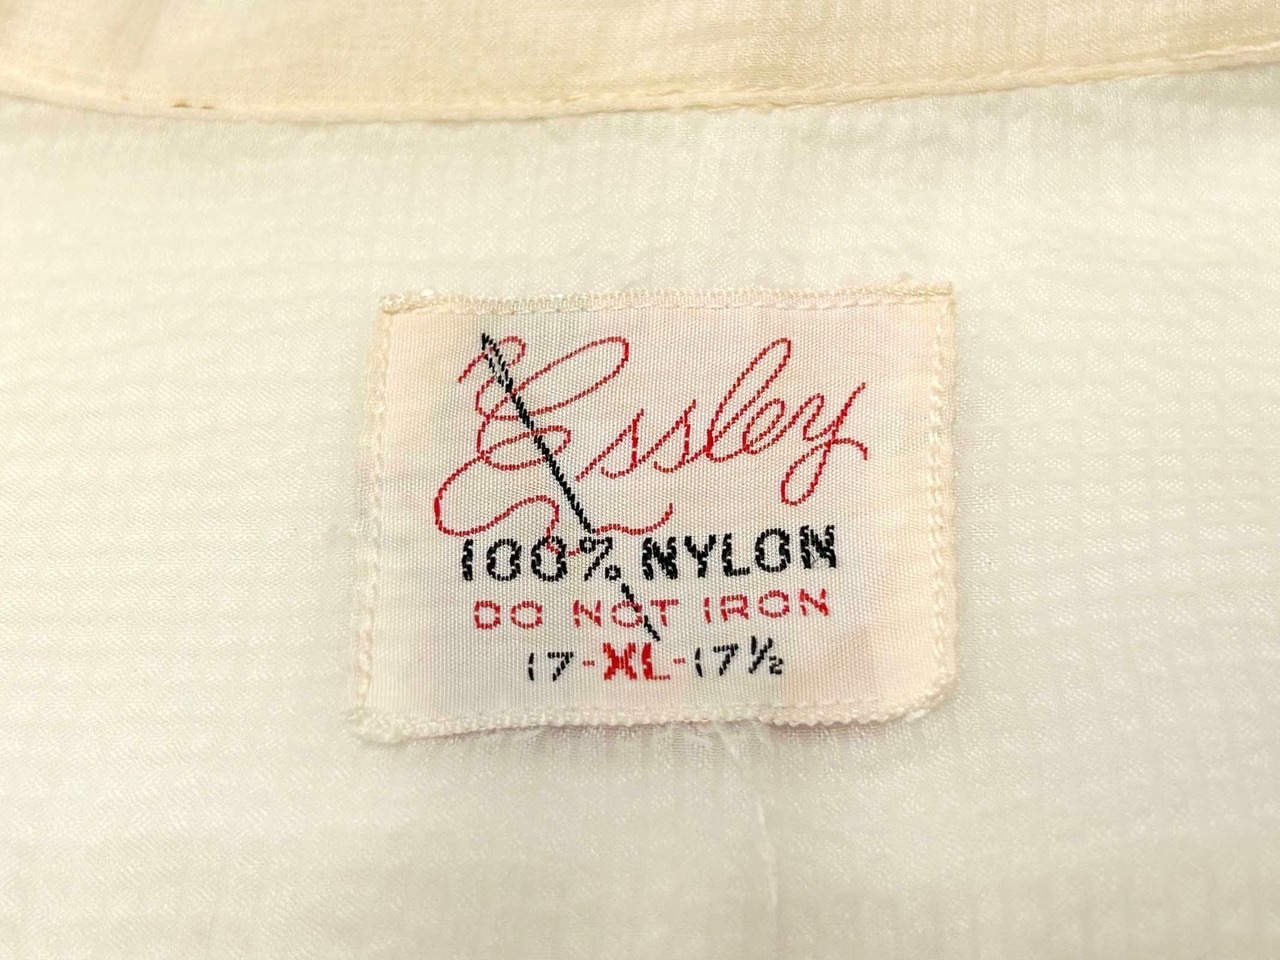 Essley
100% NYLON
DO NOT IRON
17-XL-17½